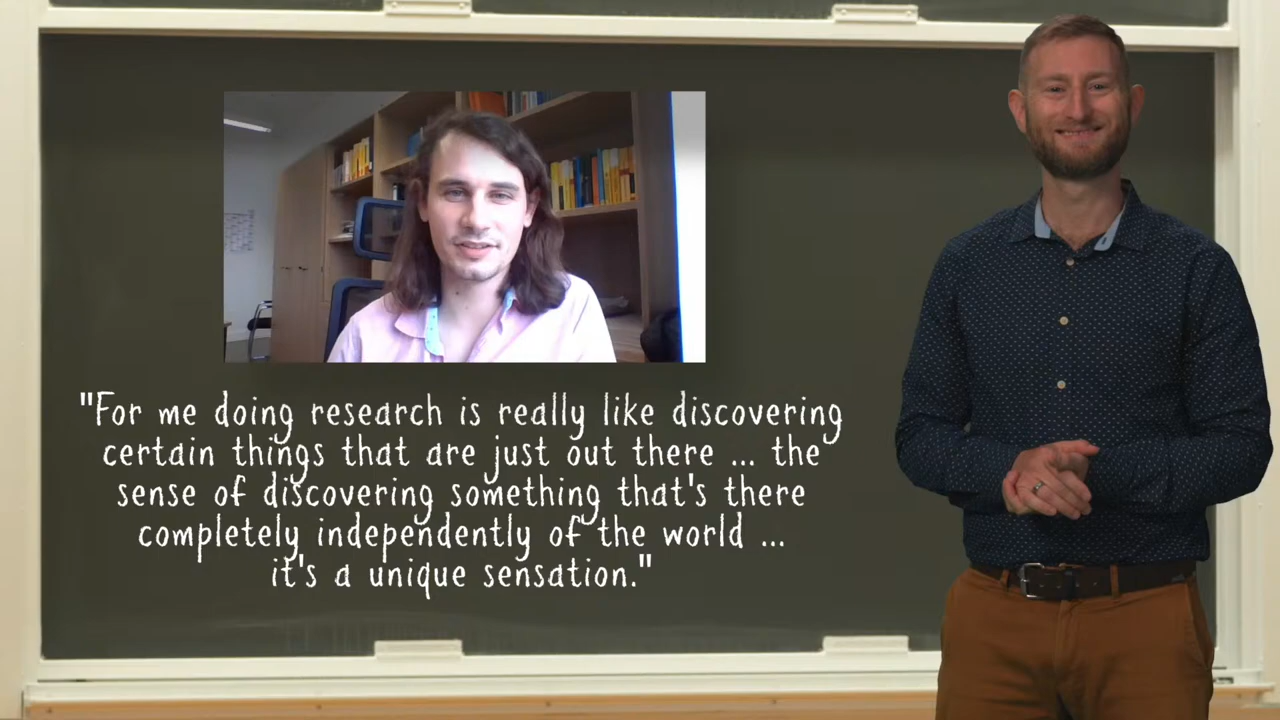 "For me doing research is really like discovering
certain things that are just out there ... the
sense of discovering something that's there
completely independently of the world ...
it's a unique sensation."